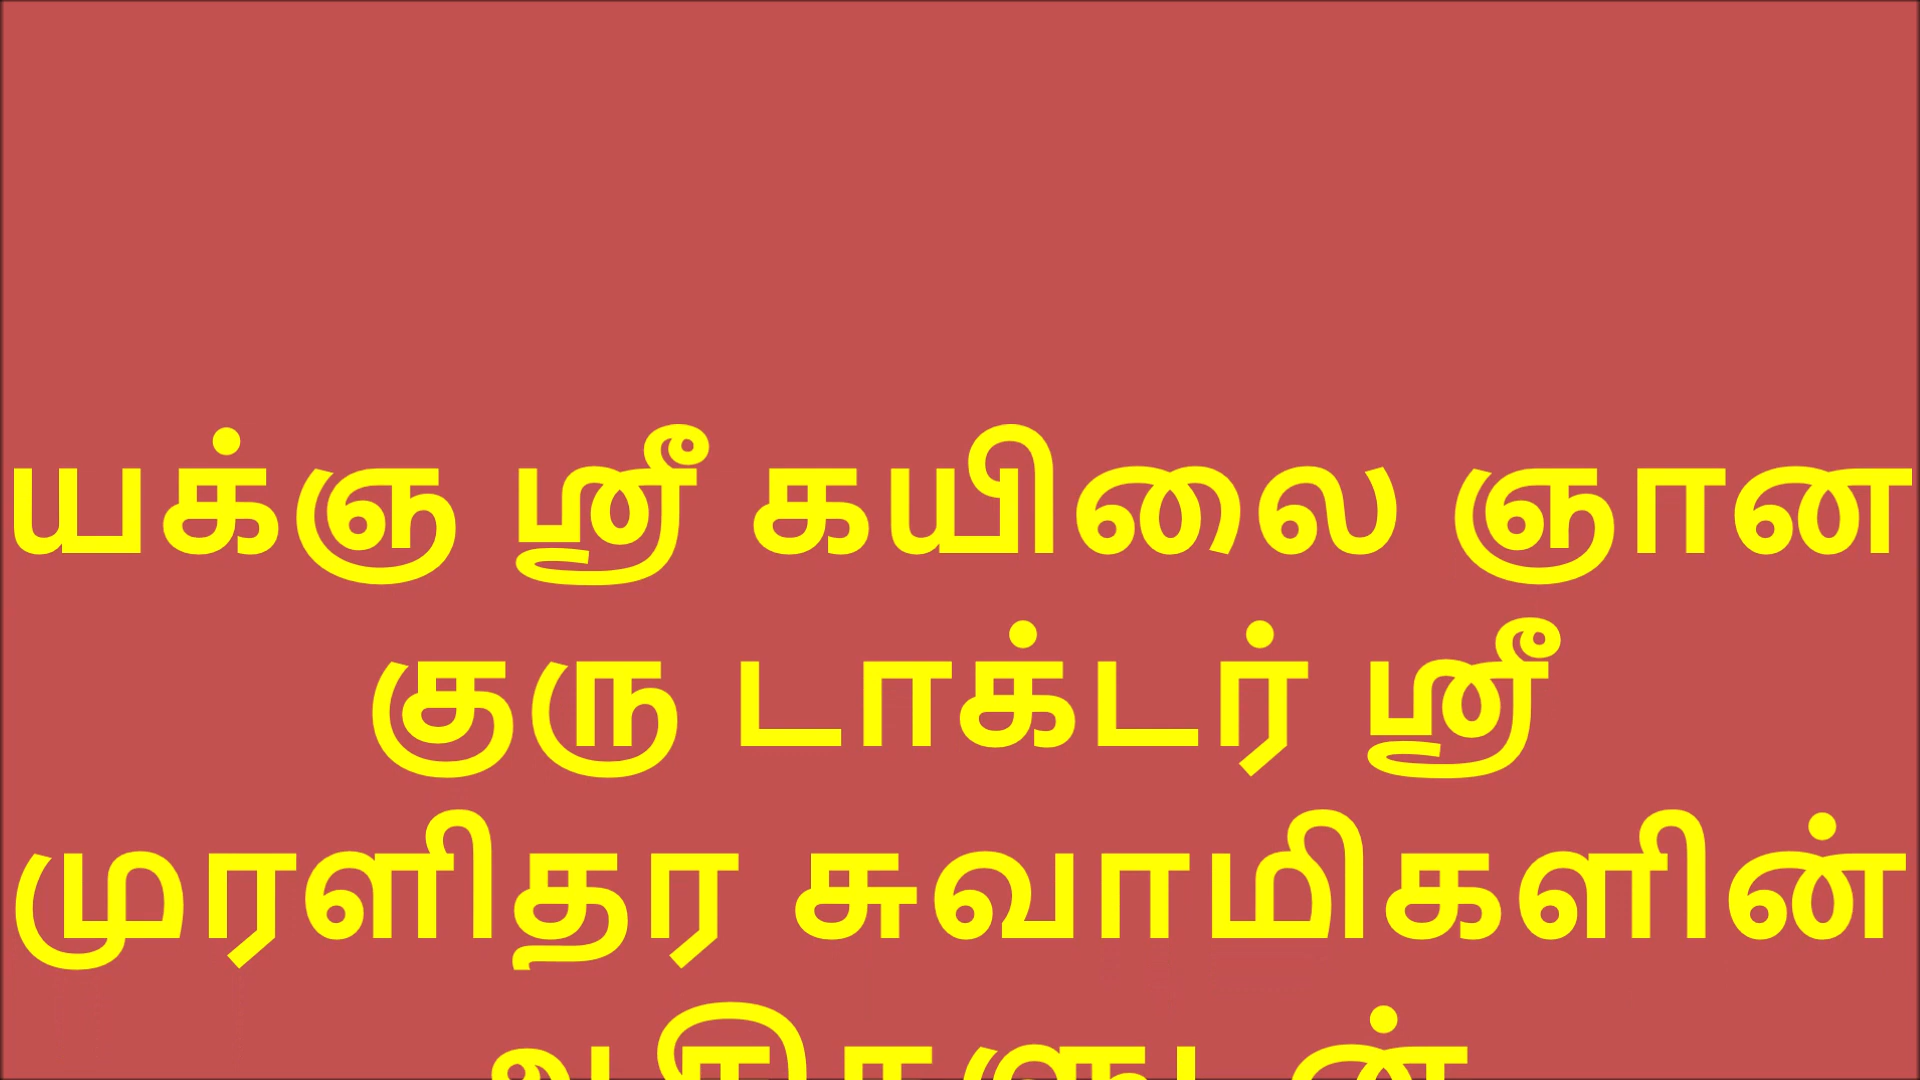 யக்ஞ ஸ்ரீ கயிலை ஞான
குரு டாக்டர் ஸ்ரீ
முரளிதர சுவாமிகளின்